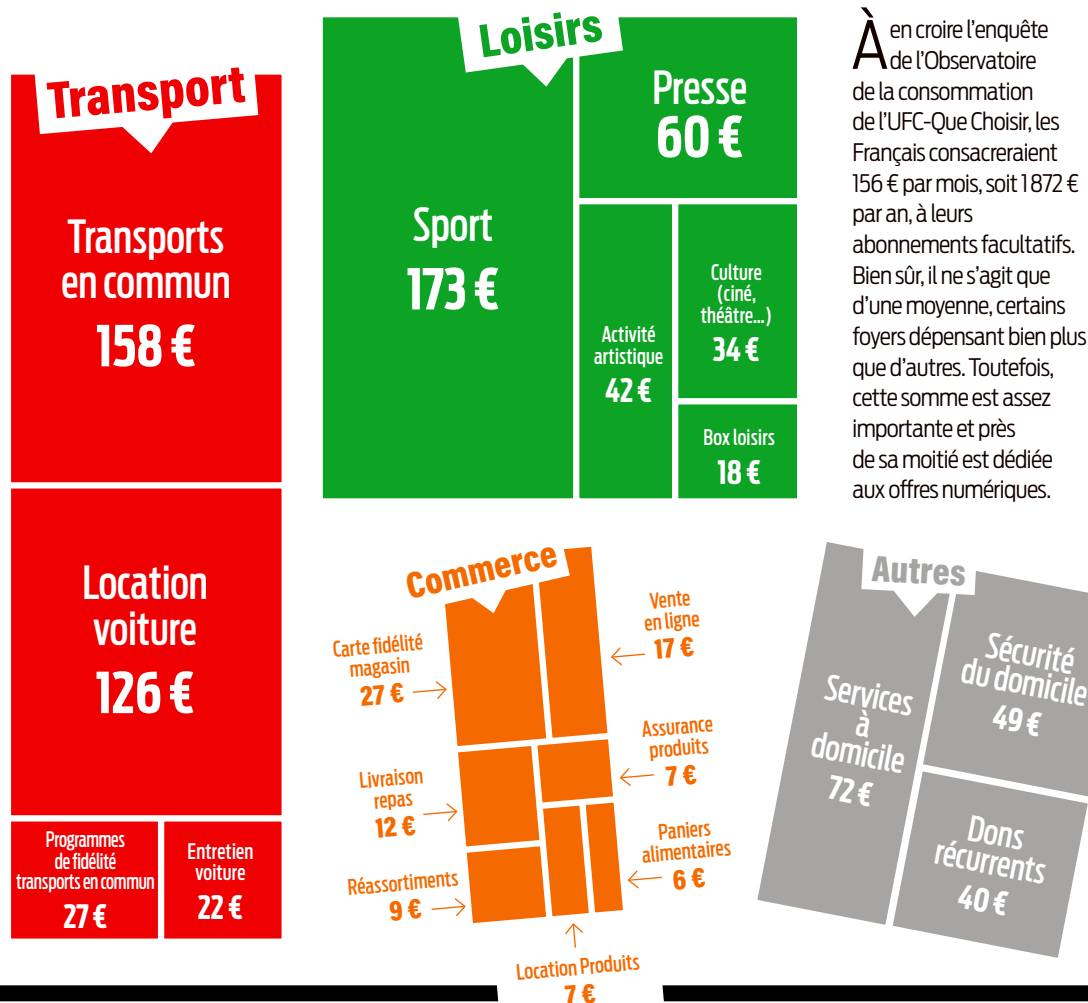 Transport
Transports
en commun
158 €
Location
voiture
126 €
Programmes
de fidélité
transports en commun
27 €
Entretien
voiture
22 €
Loisirs
Sport
173 €
Presse
60 €
Activité
artistique
42 €
Culture
(ciné,
théâtre…)
34 €
Box loisirs
18 €
À en croire l’enquête
de l’Observatoire
de la consommation
de l’UFC-Que Choisir, les
Français consacreraient
156 € par mois, soit 1 872 €
par an, à leurs
abonnements facultatifs.
Bien sûr, il ne s’agit que
d’une moyenne, certains
foyers dépensant bien plus
que d’autres. Toutefois,
cette somme est assez
importante et près
de sa moitié est dédiée
aux offres numériques.
Commerce
Carte fidélité
magasin
27 €
Livraison
repas
12 €
Réassortiments
9 €
Vente
en ligne
17 €
Assurance
produits
7 €
Paniers
alimentaires
6 €
Location Produits
7 €
Autres
Services
à
domicile
72 €
Sécurité
du domicile
49 €
Dons
récurrents
40 €